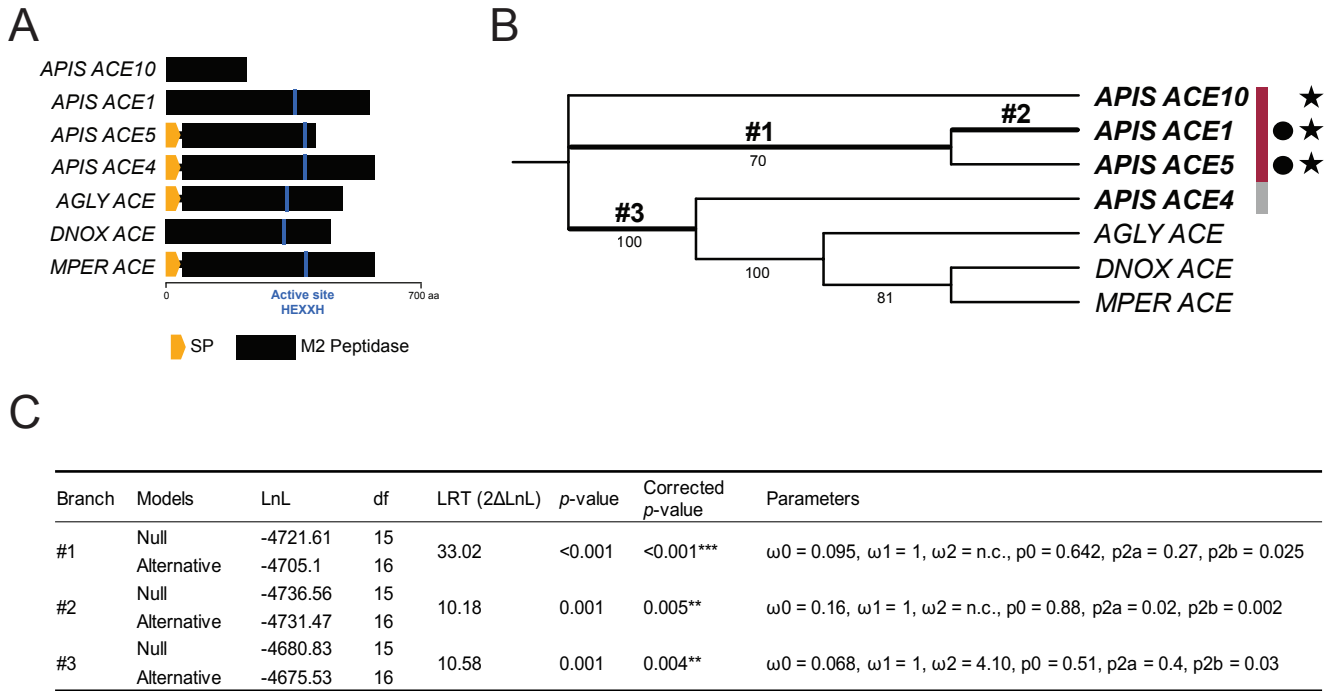 A
APIS ACE10
APIS ACE1
APIS ACE5
APIS ACE4
AGLY ACE
DNOX ACE
MPER ACE
0
700 aa
Active site
HEXXH
SP
M2 Peptidase
B
APIS ACE10
#2
#1
APIS ACE1
70
APIS ACE5
APIS ACE4
#3
100
AGLY ACE
100
DNOX ACE
81
MPER ACE
C
Branch Models LnL df LRT (2ΔLnL) p-value Corrected p-value Parameters
#1 Null -4721.61 15 33.02 <0.001 <0.001*** ω0 = 0.095, ω1 = 1, ω2 = n.c., p0 = 0.642, p2a = 0.27, p2b = 0.025
Alternative -4705.1 16
#2 Null -4736.56 15 10.18 0.001 0.005** ω0 = 0.16, ω1 = 1, ω2 = n.c., p0 = 0.88, p2a = 0.02, p2b = 0.002
Alternative -4731.47 16
#3 Null -4680.83 15 10.58 0.001 0.004** ω0 = 0.068, ω1 = 1, ω2 = 4.10, p0 = 0.51, p2a = 0.4, p2b = 0.03
Alternative -4675.53 16